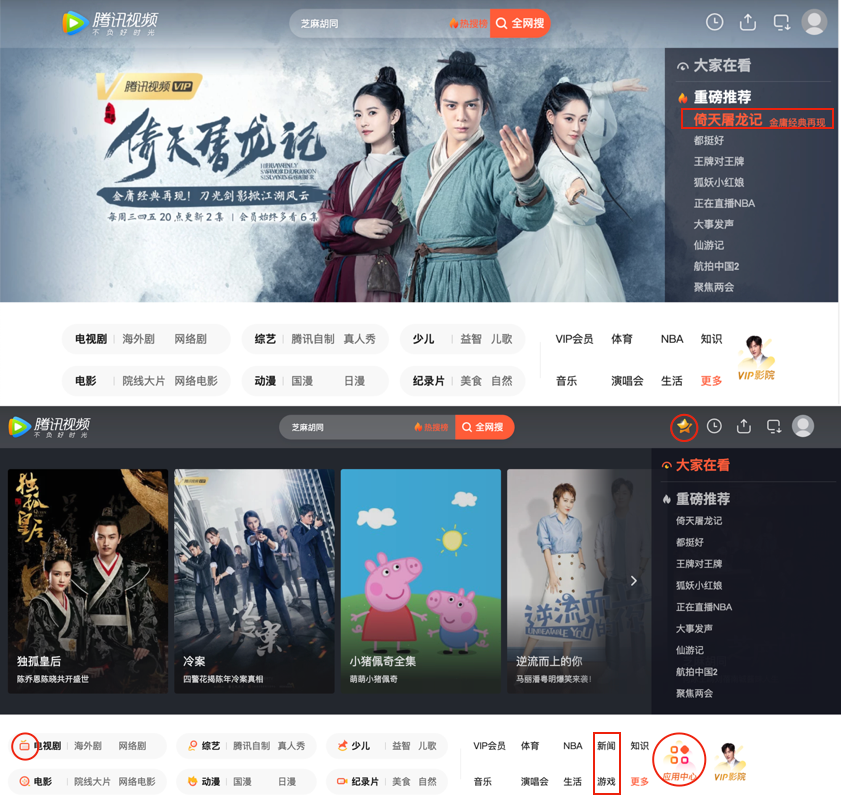 腾讯视频
不负好时光
芝麻胡同
热搜榜
全网搜
腾讯视频VIP
倚天屠龙记
HEAVENLY SWORD AND DRAGON
金庸经典再现！刀光剑影掀江湖风云
每周三四五20点更新2集 | 会员始终多看6集
大家在看
重磅推荐
倚天屠龙记 金庸经典再现
都挺好
王牌对王牌
狐妖小红娘
正在直播NBA
大事发声
仙游记
航拍中国2
聚焦两会
电视剧 海外剧 网络剧 综艺 腾讯自制 真人秀 少儿 益智 儿歌 VIP会员 体育 NBA 知识
电影 院线大片 网络电影 动漫 国漫 日漫 纪录片 美食 自然 音乐 演唱会 生活 更多
VIP影院
腾讯视频
不负好时光
芝麻胡同
热搜榜
全网搜
独孤皇后
独孤皇后
陈乔恩陈晓共开盛世
冷案
冷案
四警花揭陈年冷案真相
小猪佩奇全集
萌萌小猪佩奇
逆流而
UNBEATABLE YOU
逆流而上的你
马丽潘粤明爆笑来袭！
大家在看
重磅推荐
倚天屠龙记
都挺好
王牌对王牌
狐妖小红娘
正在直播NBA
大事发声
仙游记
航拍中国2
聚焦两会
电视剧 海外剧 网络剧 综艺 腾讯自制 真人秀 少儿 益智 儿歌 VIP会员 体育 NBA 新闻 知识
电影 院线大片 网络电影 动漫 国漫 日漫 纪录片 美食 自然 音乐 演唱会 生活 游戏 更多
应用中心
VIP影院